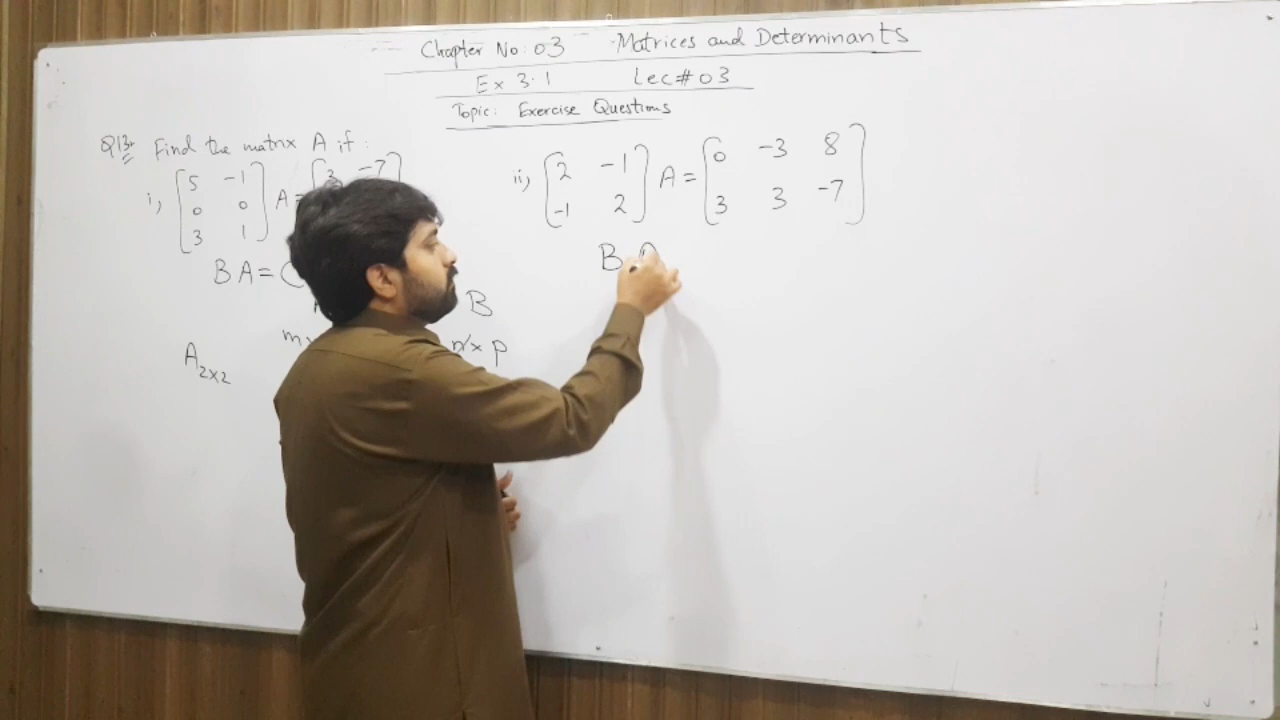 Chapter No: 03 Matrices and Determinants
Ex 3.1 Lec# 03
Topic: Exercise Questions
Q13:- Find the matrix A if :
i, [5 -1
0 0
3 1] A = [3 -7
ii, [2 -1
-1 2] A = [0 -3 8
3 3 -7]
BA = C
B
B
m× n × p
A2×2